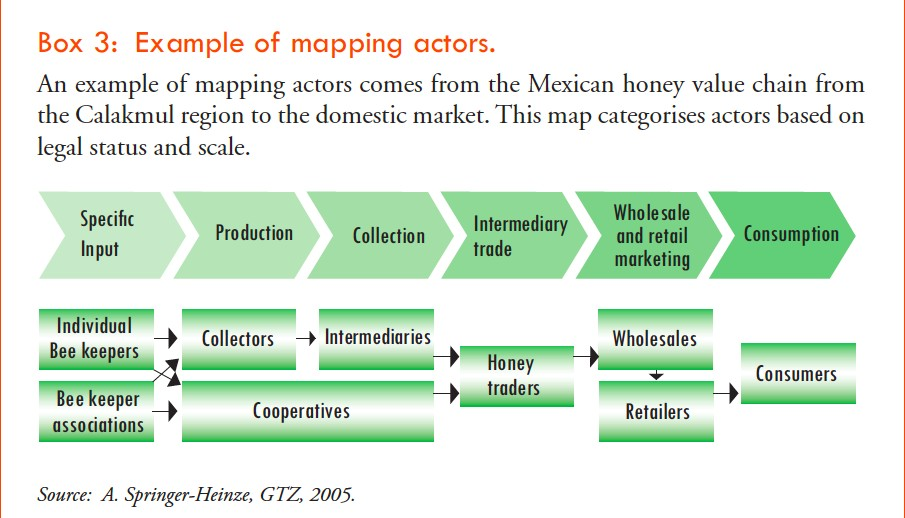 Box 3: Example of mapping actors.
An example of mapping actors comes from the Mexican honey value chain from
the Calakmul region to the domestic market. This map categorises actors based on
legal status and scale.
Specific
Input
Production
Collection
Intermediary
trade
Wholesale
and retail
marketing
Consumption
Individual
Bee keepers
Collectors
Intermediaries
Honey
traders
Wholesales
Consumers
Bee keeper
associations
Cooperatives
Retailers
Source: A. Springer-Heinze, GTZ, 2005.